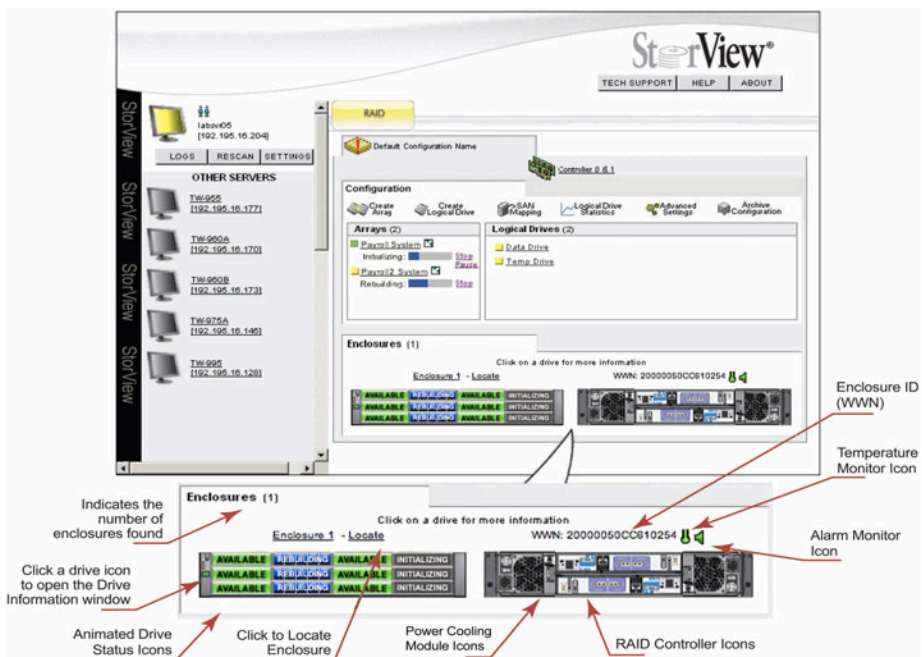 StorView®
TECH SUPPORT HELP ABOUT
StorView
StorView
StorView
StorView
labsvr05
[192.195.16.204]
LOGS RESCAN SETTINGS
OTHER SERVERS
TW-955
[192.195.16.177]
TW-960A
[192.195.16.170]
TW-960B
[192.195.16.173]
TW-975A
[192.195.16.145]
TW-995
[192.195.16.128]
RAID
Default Configuration Name
Controller 0 & 1
Configuration
Create Array
Create Logical Drive
SAN Mapping
Logical Drive Statistics
Advanced Settings
Archive Configuration
Arrays (2)
Payroll System
Initializing: Stop
Pause
Payroll2 System
Rebuilding: Stop
Logical Drives (2)
Data Drive
Temp Drive
Enclosures (1)
Click on a drive for more information
Enclosure 1 - Locate WWN: 20000050CC610254
AVAILABLE REBUILDING AVAILABLE INITIALIZING
AVAILABLE REBUILDING AVAILABLE INITIALIZING
AVAILABLE REBUILDING AVAILABLE INITIALIZING
Enclosure ID
(WWN)
Temperature
Monitor Icon
Alarm Monitor
Icon
Indicates the
number of
enclosures found
Click a drive icon
to open the Drive
Information window
Animated Drive
Status Icons
Click to Locate
Enclosure
Power Cooling
Module Icons
RAID Controller Icons
Enclosures (1)
Click on a drive for more information
Enclosure 1 - Locate WWN: 20000050CC610254
AVAILABLE REBUILDING AVAILABLE INITIALIZING
AVAILABLE REBUILDING AVAILABLE INITIALIZING
AVAILABLE REBUILDING AVAILABLE INITIALIZING